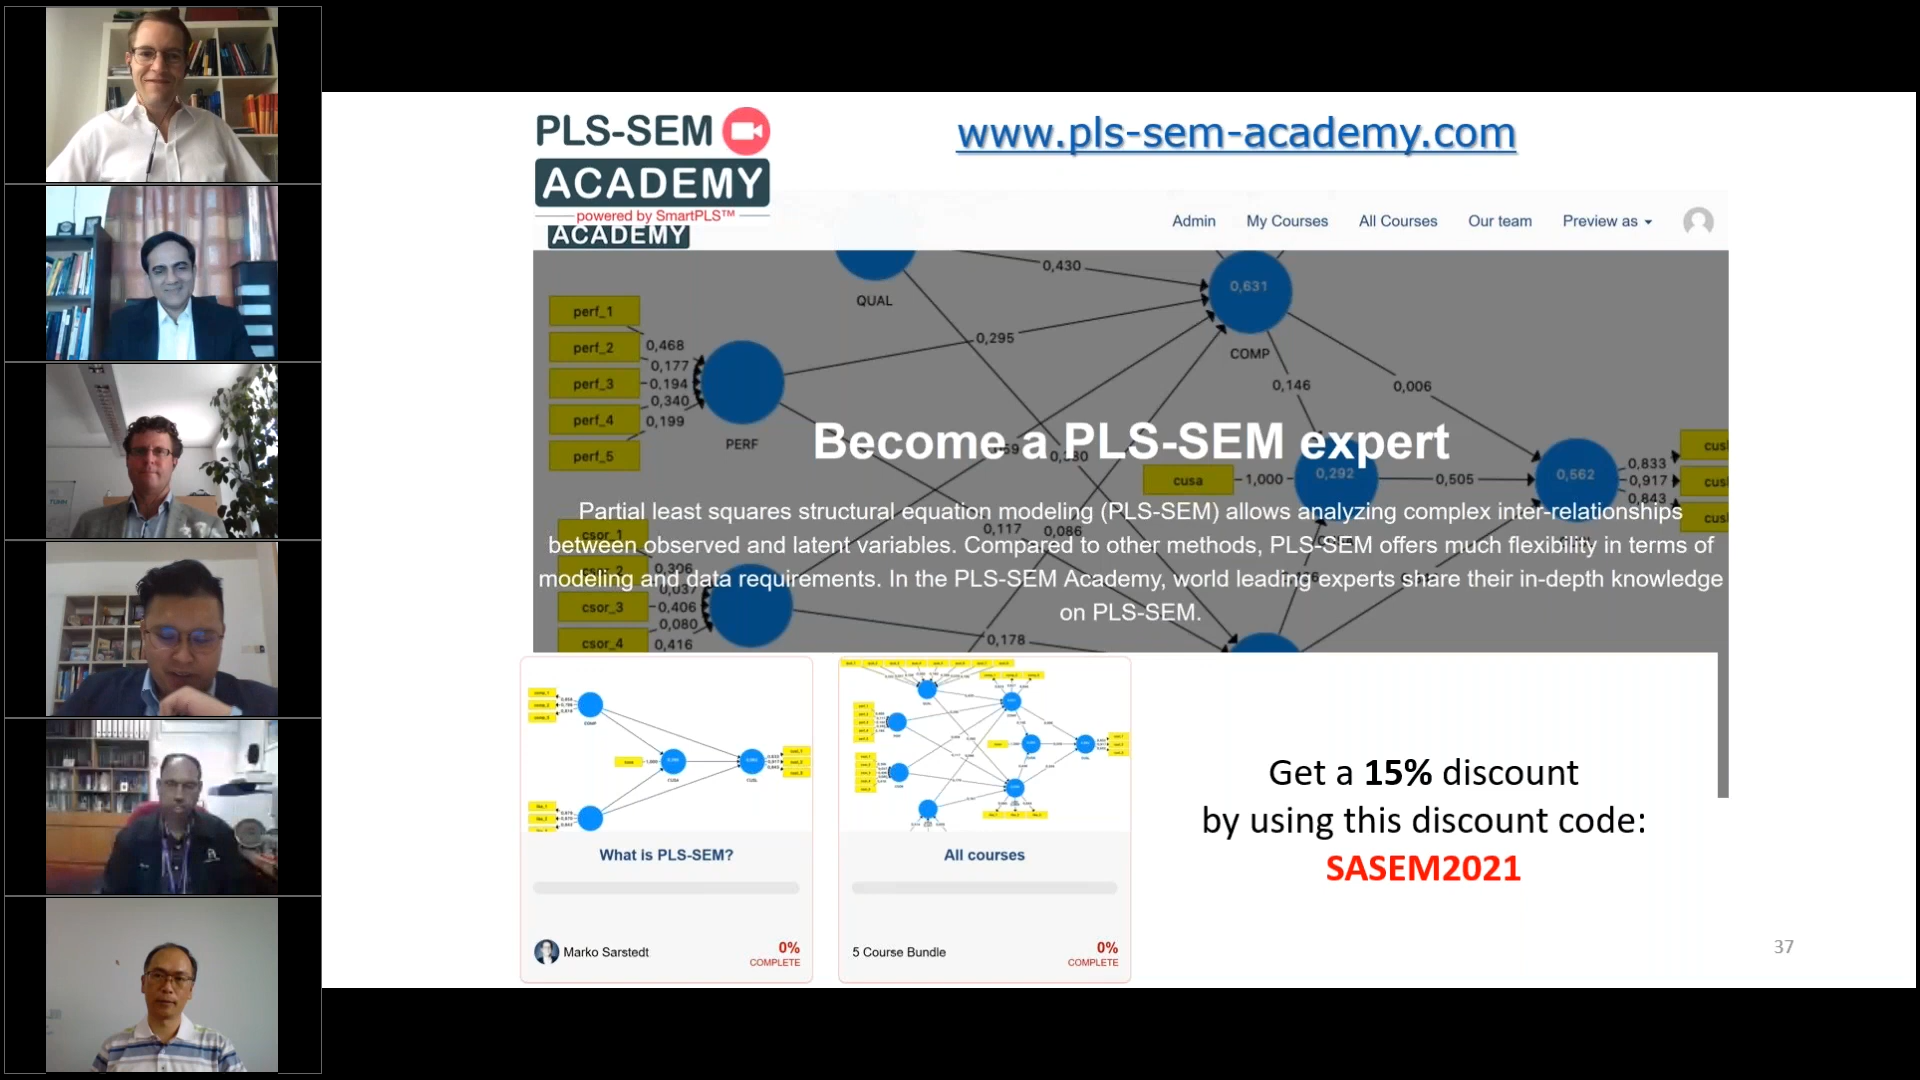 PLS-SEM
ACADEMY
powered by SmartPLS™
ACADEMY
www.pls-sem-academy.com
Admin My Courses All Courses Our team Preview as
0,430
0,631
QUAL
perf_1
0,295
perf_2 0,468
COMP
0,177
perf_3 0,194
0,146 0,006
0,340
perf_4 0,199
PERF
Become a PLS-SEM expert
perf_5
cusa 1,000 0,292 0,505 0,562 0,833
0,917
0,843
Partial least squares structural equation modeling (PLS-SEM) allows analyzing complex inter-relationships
csor_1 0,117 0,086
between observed and latent variables. Compared to other methods, PLS-SEM offers much flexibility in terms of
csor_2 0,306
modeling and data requirements. In the PLS-SEM Academy, world leading experts share their in-depth knowledge
0,037
csor_3 0,406
on PLS-SEM.
0,080
csor_4 0,416
0,178
What is PLS-SEM?
Marko Sarstedt
0%
COMPLETE
All courses
5 Course Bundle
0%
COMPLETE
Get a 15% discount
by using this discount code:
SASEM2021
37